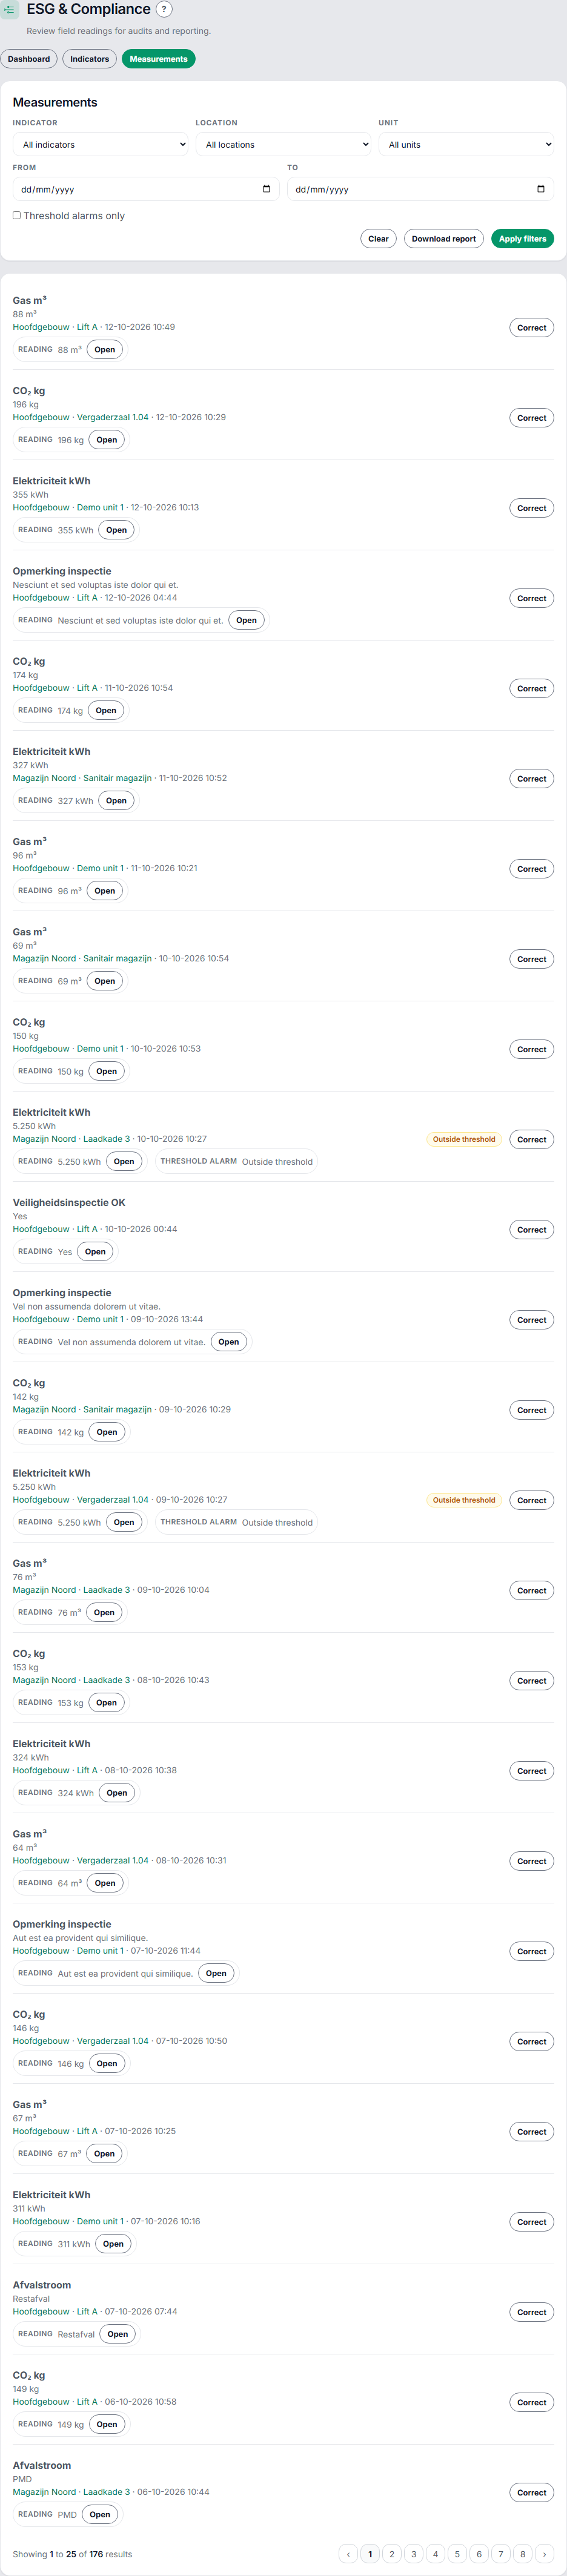 ESG & Compliance ?
Review field readings for audits and reporting.
Dashboard Indicators Measurements
Measurements
INDICATOR LOCATION UNIT
All indicators All locations All units
FROM TO
dd/mm/yyyy dd/mm/yyyy
Threshold alarms only
Clear Download report Apply filters
Gas m³
88 m³
Hoofdgebouw · Lift A · 12-10-2026 10:49
Correct
READING 88 m³ Open
CO₂ kg
196 kg
Hoofdgebouw · Vergaderzaal 1.04 · 12-10-2026 10:29
Correct
READING 196 kg Open
Elektriciteit kWh
355 kWh
Hoofdgebouw · Demo unit 1 · 12-10-2026 10:13
Correct
READING 355 kWh Open
Opmerking inspectie
Nesciunt et sed voluptas iste dolor qui et.
Hoofdgebouw · Lift A · 12-10-2026 04:44
Correct
READING Nesciunt et sed voluptas iste dolor qui et. Open
CO₂ kg
174 kg
Hoofdgebouw · Lift A · 11-10-2026 10:54
Correct
READING 174 kg Open
Elektriciteit kWh
327 kWh
Magazijn Noord · Sanitair magazijn · 11-10-2026 10:52
Correct
READING 327 kWh Open
Gas m³
96 m³
Hoofdgebouw · Demo unit 1 · 11-10-2026 10:21
Correct
READING 96 m³ Open
Gas m³
69 m³
Magazijn Noord · Sanitair magazijn · 10-10-2026 10:54
Correct
READING 69 m³ Open
CO₂ kg
150 kg
Hoofdgebouw · Demo unit 1 · 10-10-2026 10:53
Correct
READING 150 kg Open
Elektriciteit kWh
5.250 kWh
Magazijn Noord · Laadkade 3 · 10-10-2026 10:27
Outside threshold Correct
READING 5.250 kWh Open THRESHOLD ALARM Outside threshold
Veiligheidsinspectie OK
Yes
Hoofdgebouw · Lift A · 10-10-2026 00:44
Correct
READING Yes Open
Opmerking inspectie
Vel non assumenda dolorem ut vitae.
Hoofdgebouw · Demo unit 1 · 09-10-2026 13:44
Correct
READING Vel non assumenda dolorem ut vitae. Open
CO₂ kg
142 kg
Magazijn Noord · Sanitair magazijn · 09-10-2026 10:29
Correct
READING 142 kg Open
Elektriciteit kWh
5.250 kWh
Hoofdgebouw · Vergaderzaal 1.04 · 09-10-2026 10:27
Outside threshold Correct
READING 5.250 kWh Open THRESHOLD ALARM Outside threshold
Gas m³
76 m³
Magazijn Noord · Laadkade 3 · 09-10-2026 10:04
Correct
READING 76 m³ Open
CO₂ kg
153 kg
Magazijn Noord · Laadkade 3 · 08-10-2026 10:43
Correct
READING 153 kg Open
Elektriciteit kWh
324 kWh
Hoofdgebouw · Lift A · 08-10-2026 10:38
Correct
READING 324 kWh Open
Gas m³
64 m³
Hoofdgebouw · Vergaderzaal 1.04 · 08-10-2026 10:31
Correct
READING 64 m³ Open
Opmerking inspectie
Aut est ea provident qui similique.
Hoofdgebouw · Demo unit 1 · 07-10-2026 11:44
Correct
READING Aut est ea provident qui similique. Open
CO₂ kg
146 kg
Hoofdgebouw · Vergaderzaal 1.04 · 07-10-2026 10:50
Correct
READING 146 kg Open
Gas m³
67 m³
Hoofdgebouw · Lift A · 07-10-2026 10:25
Correct
READING 67 m³ Open
Elektriciteit kWh
311 kWh
Hoofdgebouw · Demo unit 1 · 07-10-2026 10:16
Correct
READING 311 kWh Open
Afvalstroom
Restafval
Hoofdgebouw · Lift A · 07-10-2026 07:44
Correct
READING Restafval Open
CO₂ kg
149 kg
Hoofdgebouw · Lift A · 06-10-2026 10:58
Correct
READING 149 kg Open
Afvalstroom
PMD
Magazijn Noord · Laadkade 3 · 06-10-2026 10:44
Correct
READING PMD Open
Showing 1 to 25 of 176 results ‹ 1 2 3 4 5 6 7 8 ›